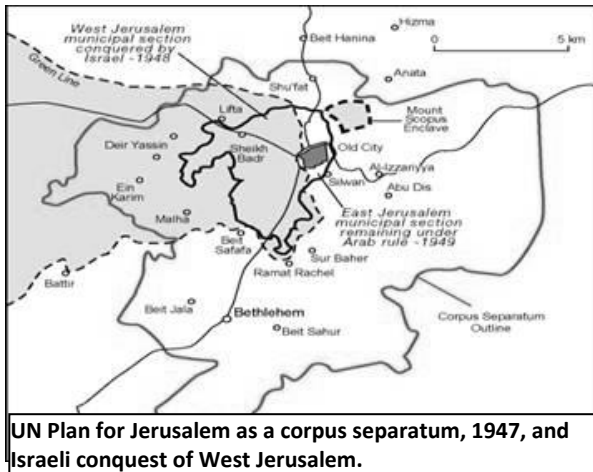 West Jerusalem
municipal section
conquered by
Israel -1948
Hizma
Beit Hanina
0 5 km
Green Line
Shu'fat
Anata
Lifta
Mount
Scopus
Enclave
Deir Yassin
Sheikh
Badr
Old City
Al-Izzariyya
Silwan
Abu Dis
Ein
Karim
Malha
East Jerusalem
municipal section
remaining under
Arab rule -1949
Beit
Safafa
Sur Baher
Ramat Rachel
Battir
Beit Jala
Bethlehem
Beit Sahur
Corpus Separatum
Outline
UN Plan for Jerusalem as a corpus separatum, 1947, and
Israeli conquest of West Jerusalem.